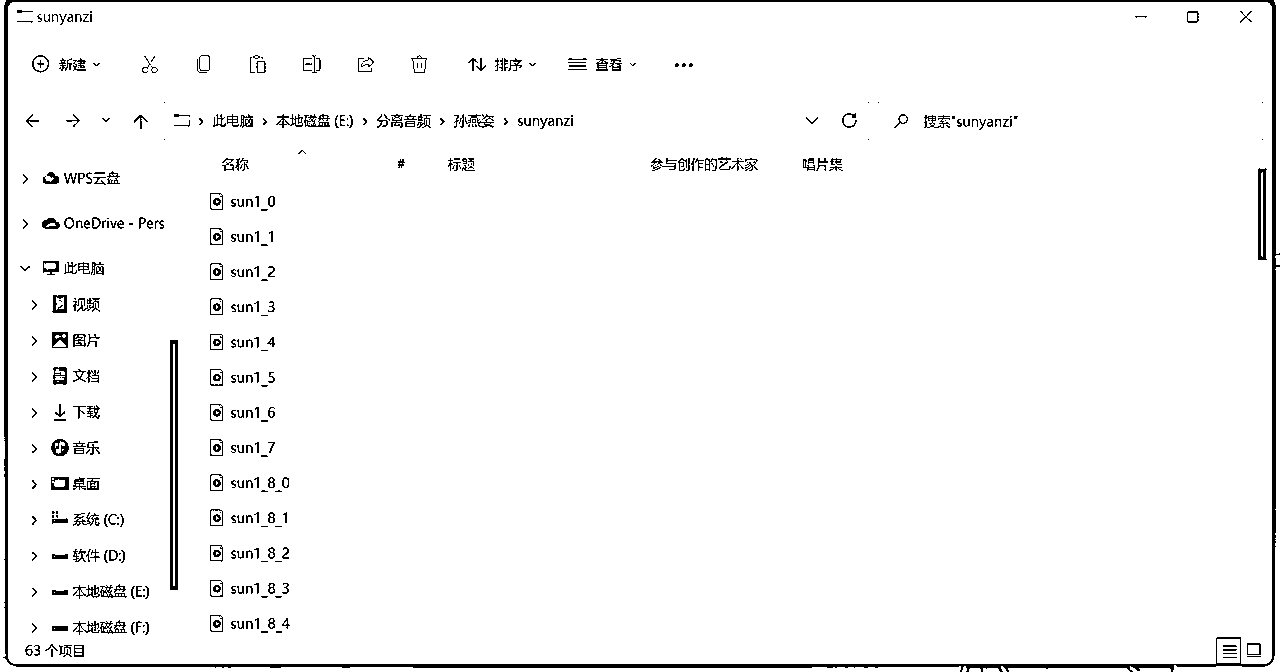 sunyanzi
新建 排序 查看
此电脑 本地磁盘 (E:) 分离音频 孙燕姿 sunyanzi 搜索"sunyanzi"
名称 # 标题 参与创作的艺术家 唱片集
WPS云盘
OneDrive - Pers
此电脑
视频
图片
文档
下载
音乐
桌面
系统 (C:)
软件 (D:)
本地磁盘 (E:)
本地磁盘 (F:)
sun1_0
sun1_1
sun1_2
sun1_3
sun1_4
sun1_5
sun1_6
sun1_7
sun1_8_0
sun1_8_1
sun1_8_2
sun1_8_3
sun1_8_4
63 个项目